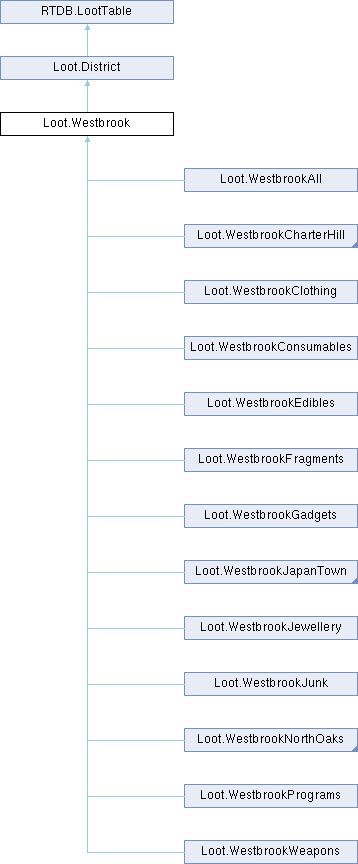 RTDB.LootTable
Loot.District
Loot.Westbrook
Loot.WestbrookAll
Loot.WestbrookCharterHill
Loot.WestbrookClothing
Loot.WestbrookConsumables
Loot.WestbrookEdibles
Loot.WestbrookFragments
Loot.WestbrookGadgets
Loot.WestbrookJapanTown
Loot.WestbrookJewellery
Loot.WestbrookJunk
Loot.WestbrookNorthOaks
Loot.WestbrookPrograms
Loot.WestbrookWeapons